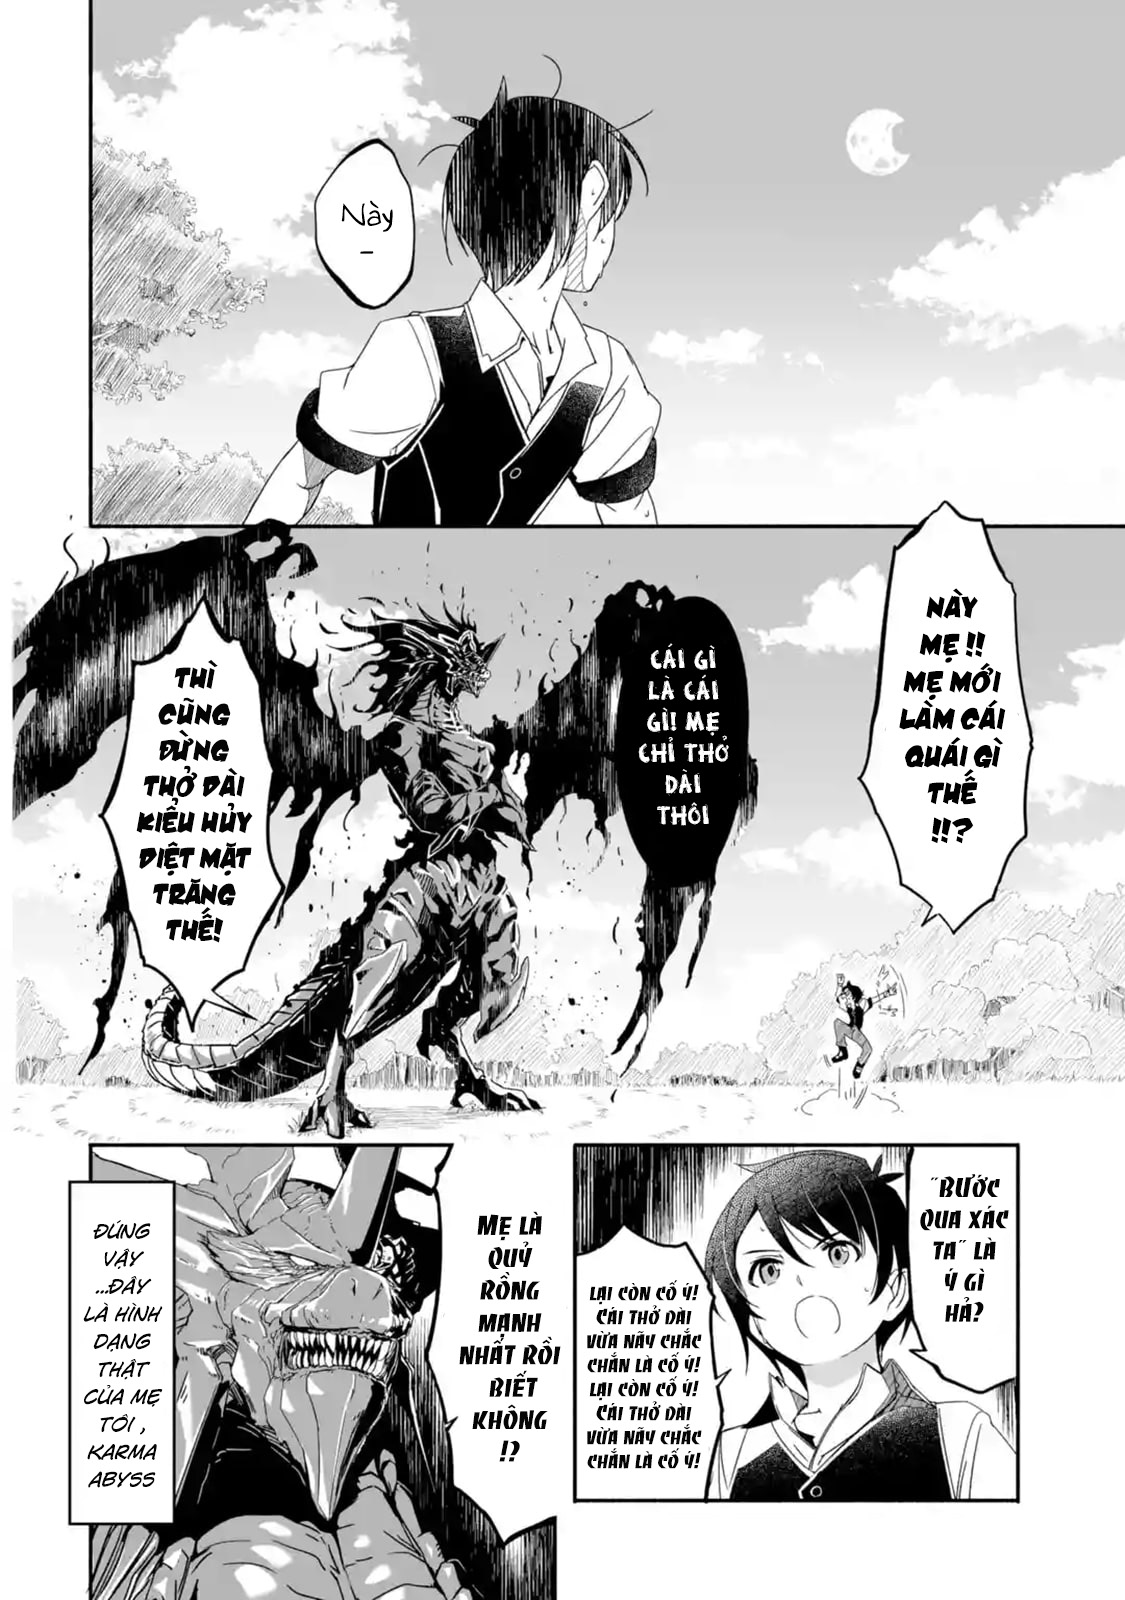 Này
-
NÀY
MẸ !!
MẸ MỚI
LÀM CÁI
QUÁI GÌ
THẾ
!!?
CÁI GÌ
LÀ CÁI
GÌ! MẸ
CHỈ THỞ
DÀI
THÔI
THÌ
CŨNG
ĐỪNG
THỞ DÀI
KIỂU HỦY
DIỆT MẶT
TRĂNG
THẾ!
"BƯỚC
QUA XÁC
TA" LÀ
Ý GÌ
HẢ?
LẠI CÒN CỐ Ý!
CÁI THỞ DÀI
VỪA NÃY CHẮC
CHẮN LÀ CỐ Ý!
LẠI CÒN CỐ Ý!
CÁI THỞ DÀI
VỪA NÃY CHẮC
CHẮN LÀ CỐ Ý!
MẸ LÀ
QUỶ
RỒNG
MẠNH
NHẤT RỒI
BIẾT
KHÔNG
!?
ĐÚNG
VẬY
...ĐÂY
LÀ HÌNH
DẠNG
THẬT
CỦA MẸ
TÔI ,
KARMA
ABYSS